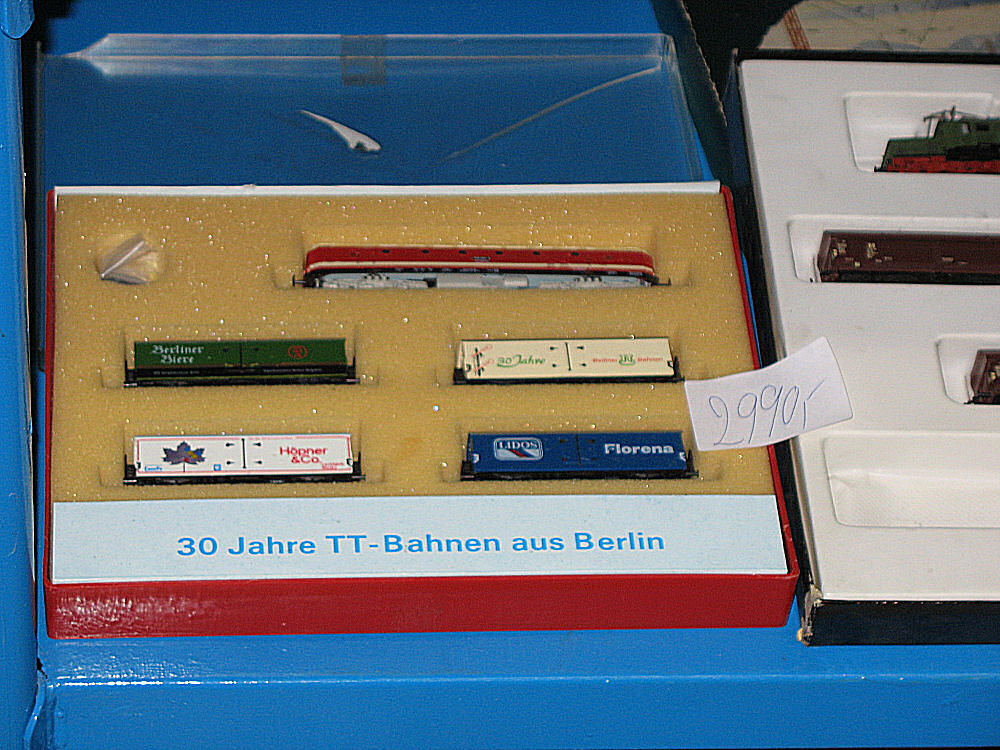 Berliner
Biere
30 Jahre
Berliner TT Bahnen
2990,-
Höpner
& Co.
LIDOS
Florena
30 Jahre TT-Bahnen aus Berlin